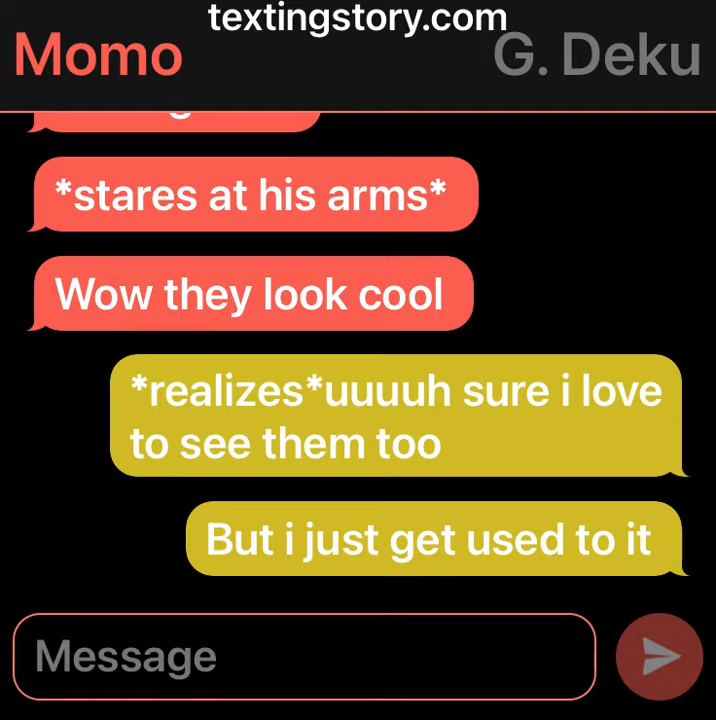 textingstory.com
Momo
G. Deku
*stares at his arms*
Wow they look cool
*realizes*uuuuh sure i love
to see them too
But i just get used to it
Message